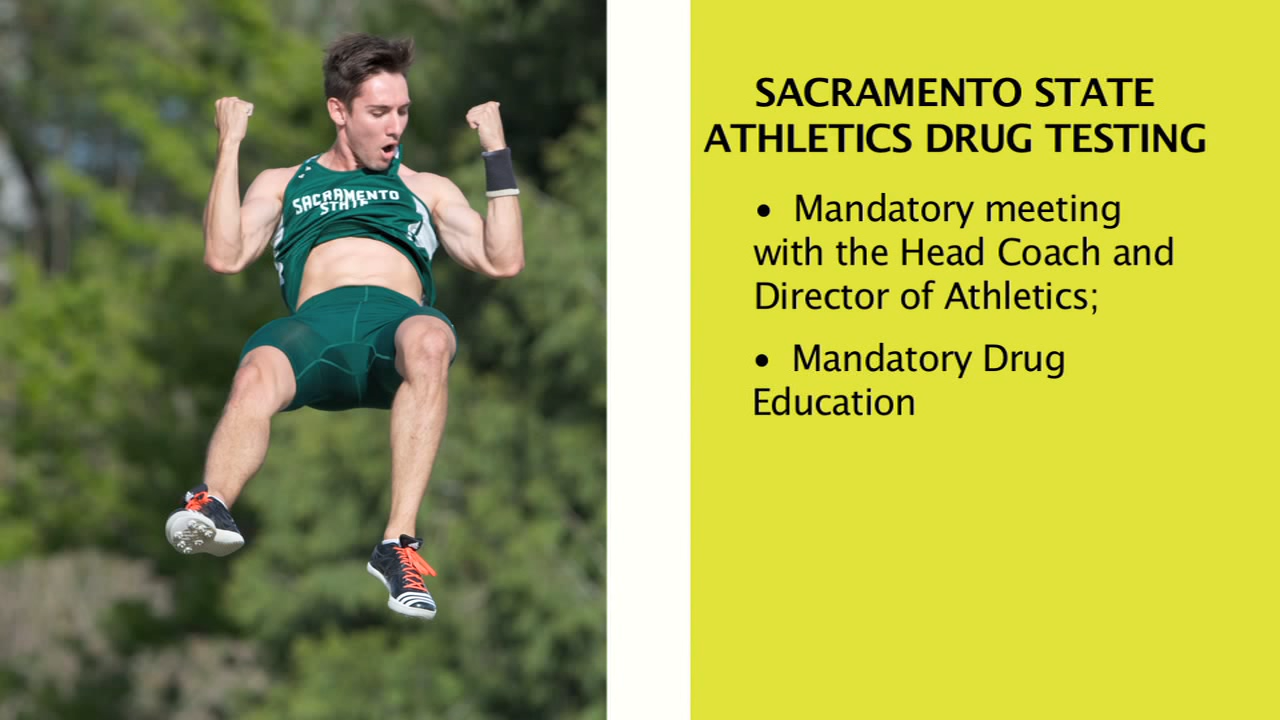 SACRAMENTO
STATE
SACRAMENTO STATE
ATHLETICS DRUG TESTING
• Mandatory meeting
with the Head Coach and
Director of Athletics;
• Mandatory Drug
Education